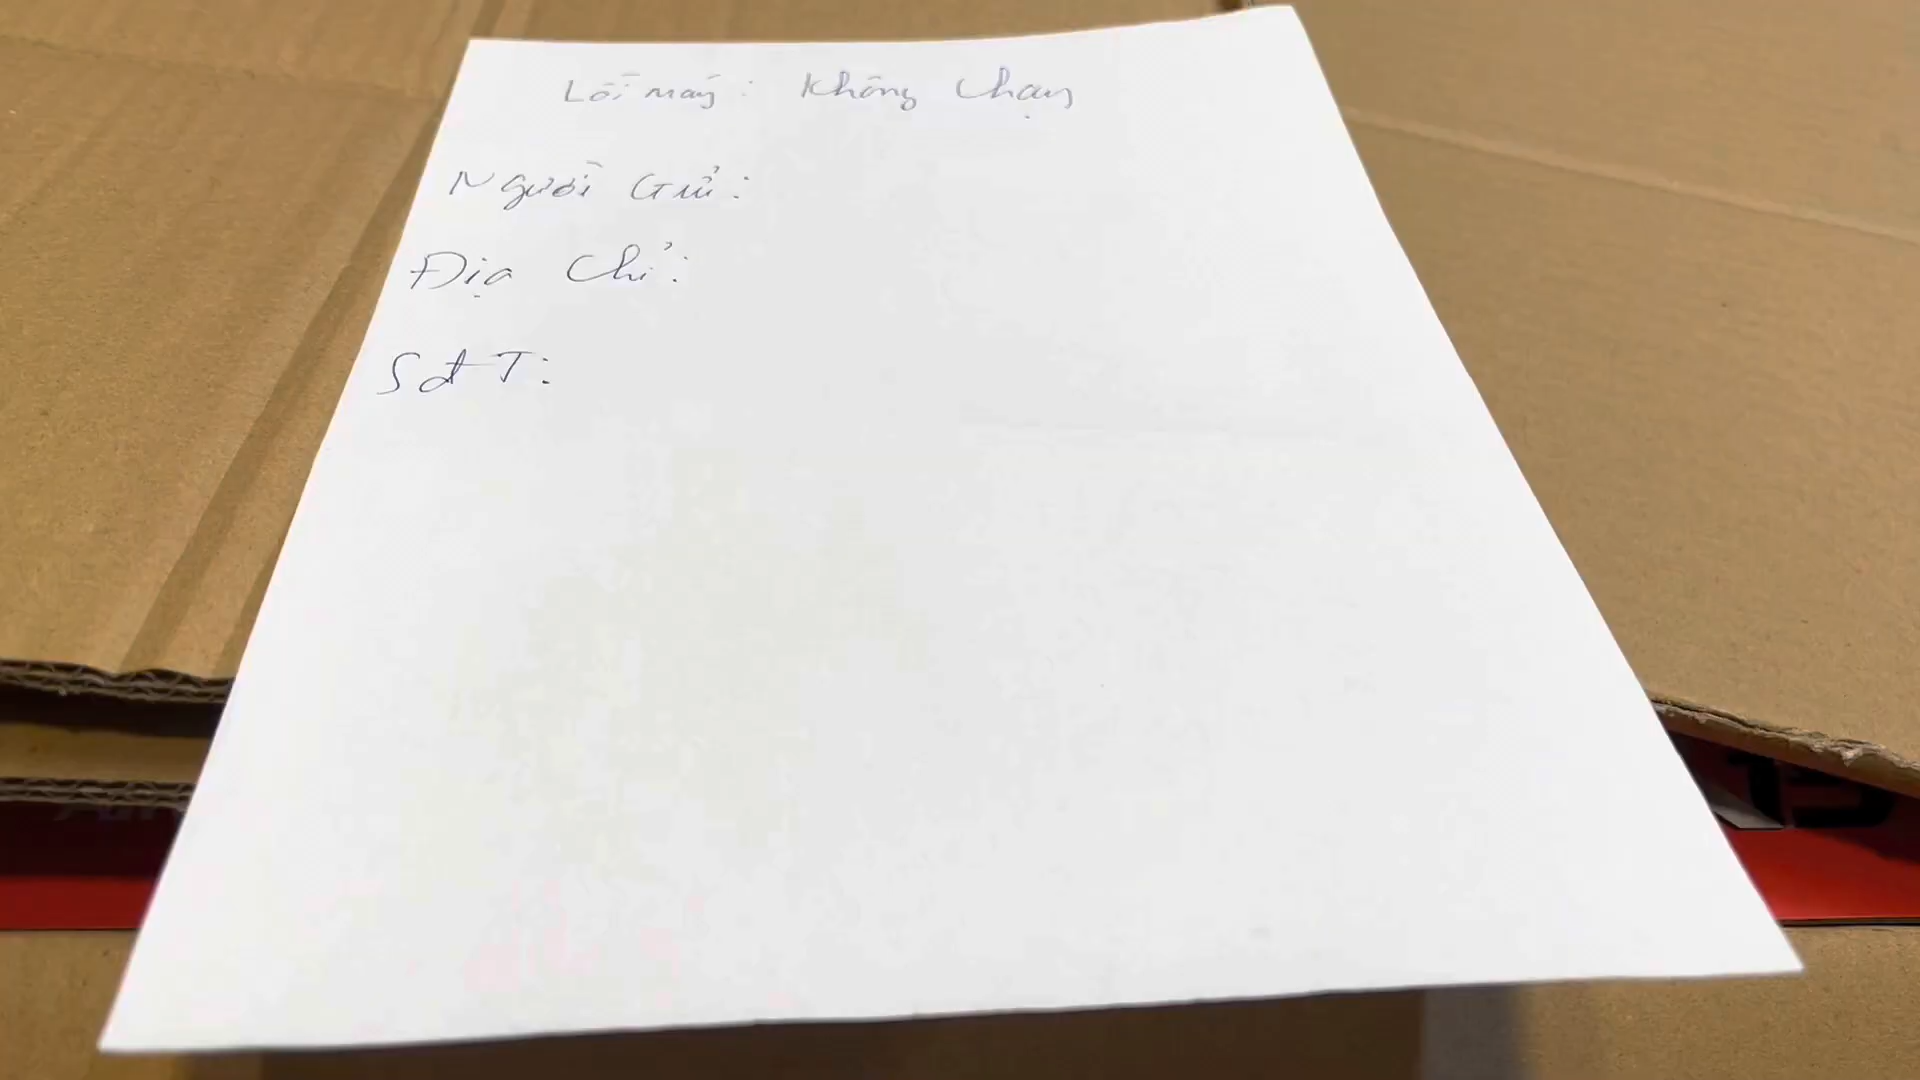 Lỗi máy: Không Chạy
Người Gửi:
Địa Chỉ:
SđT: